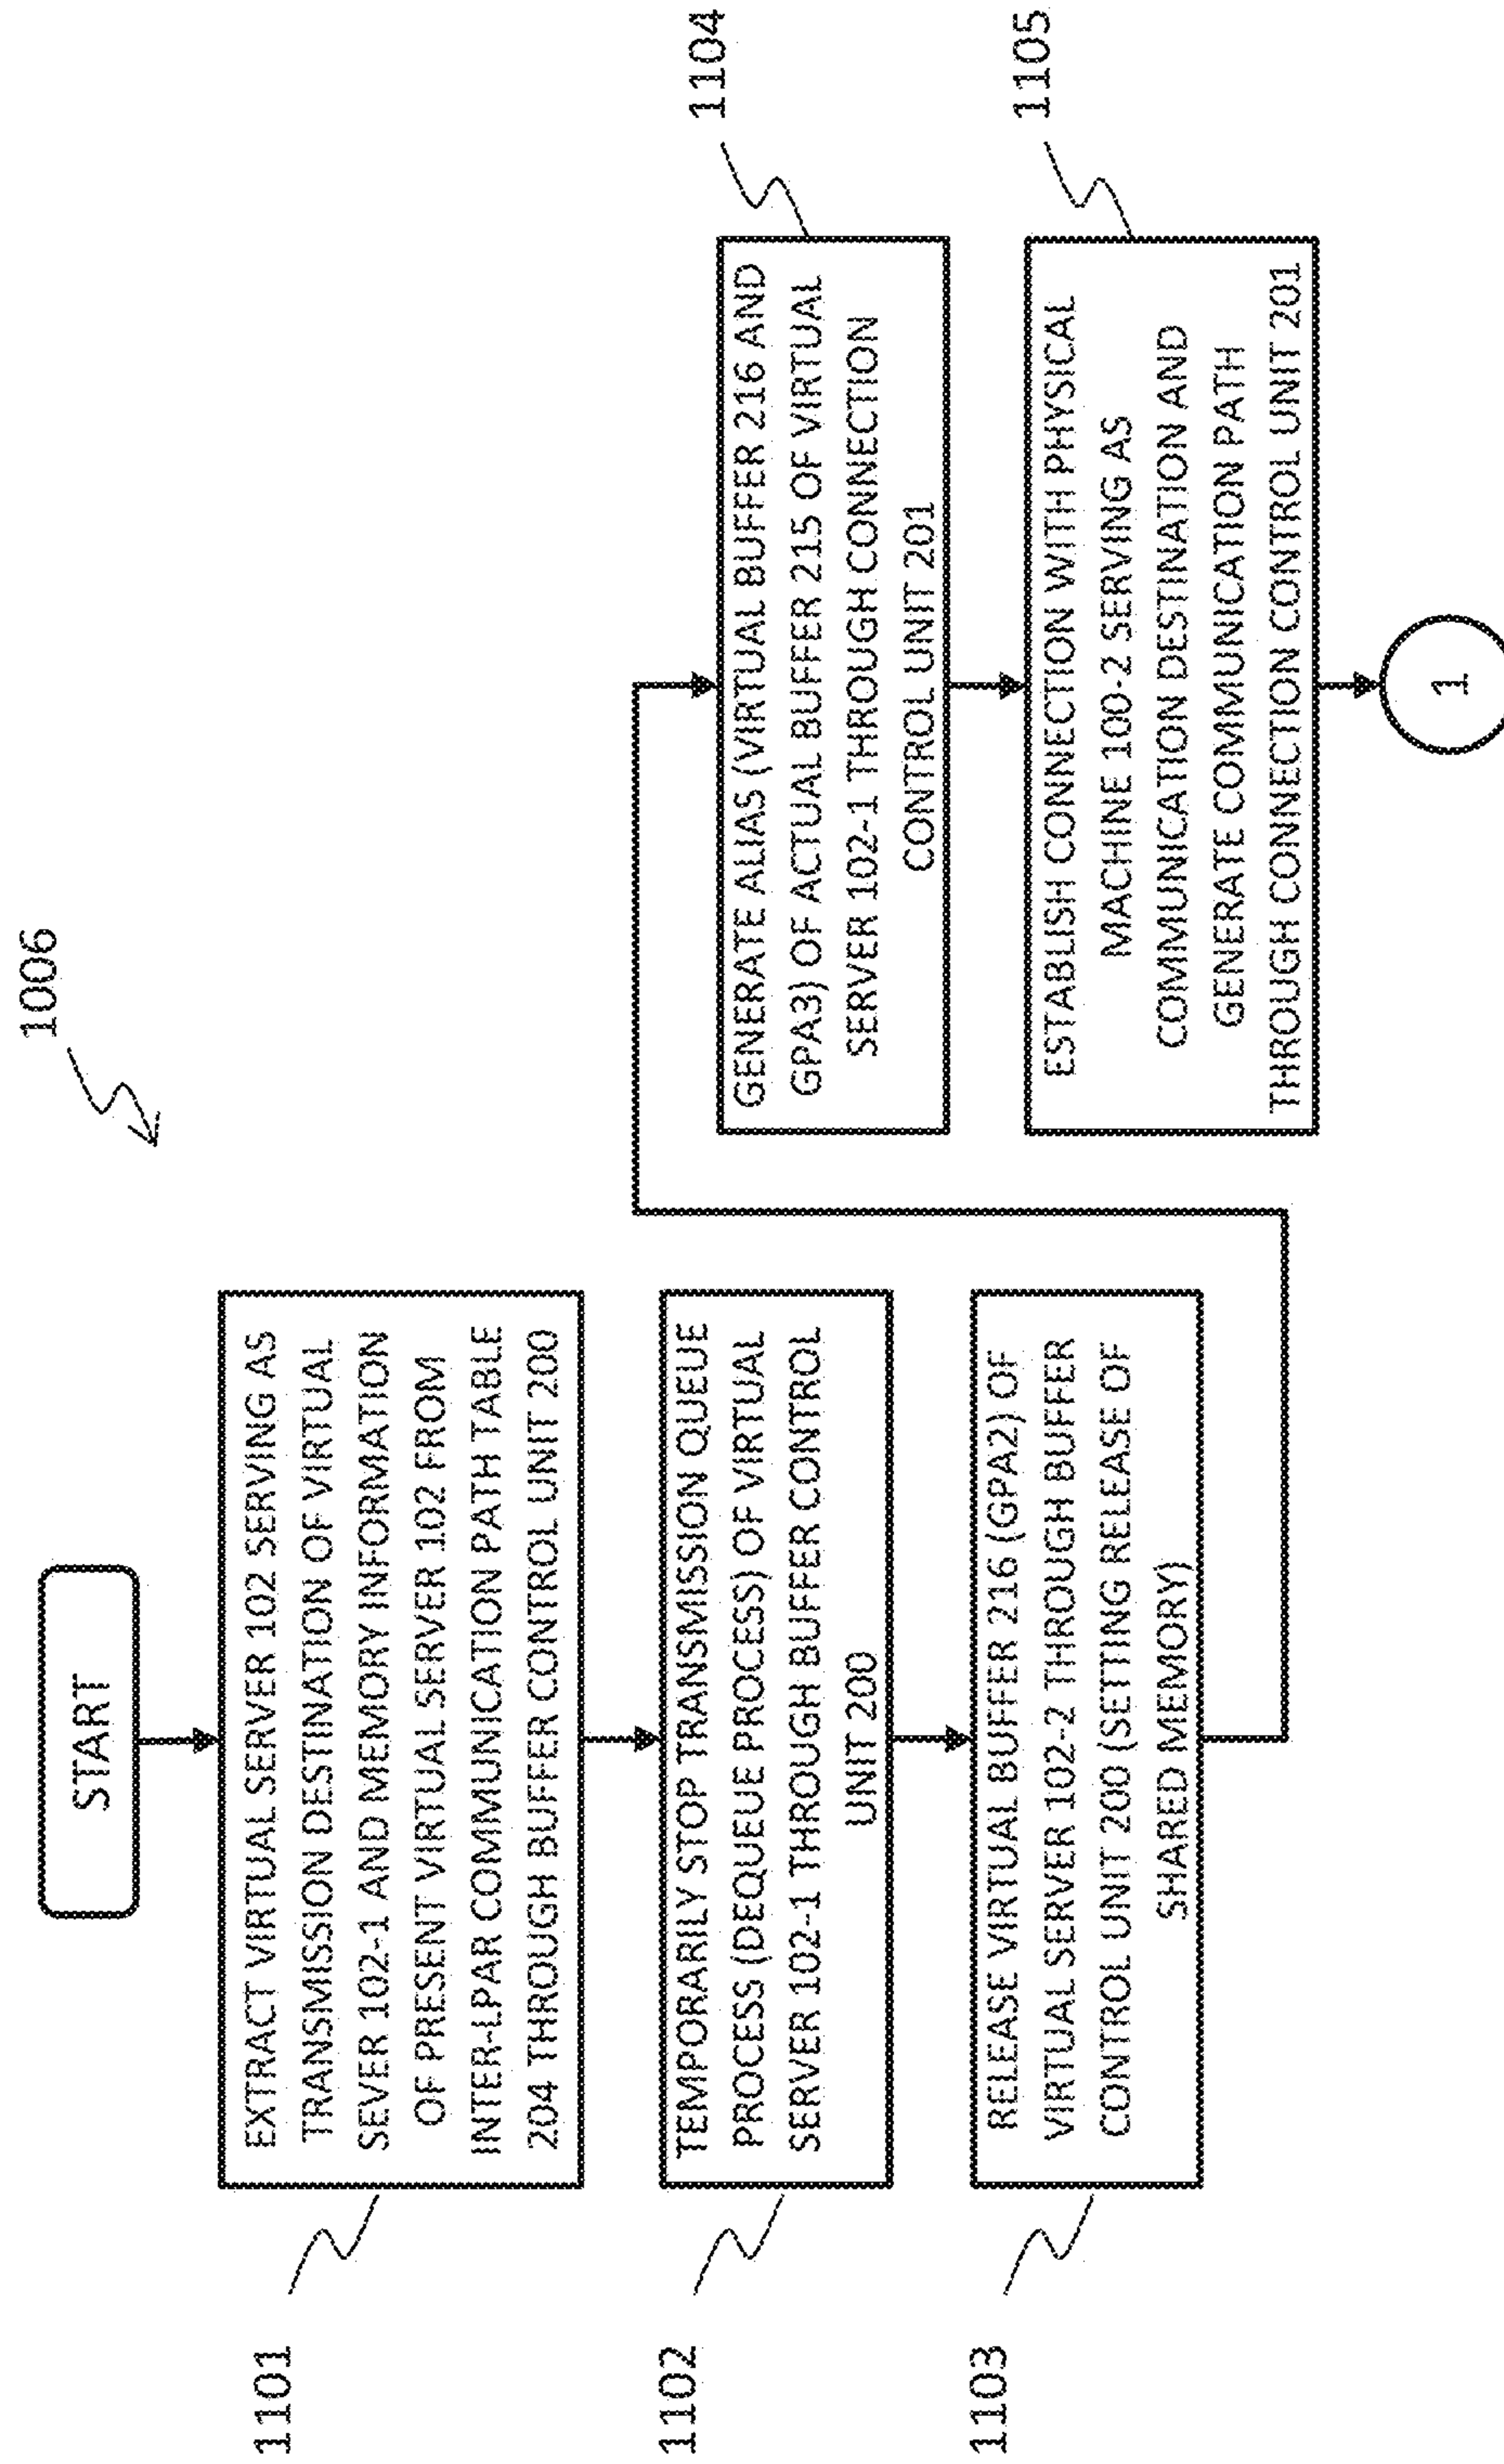 1006
START
1101
EXTRACT VIRTUAL SERVER 102 SERVING AS
TRANSMISSION DESTINATION OF VIRTUAL
SEVER 102-1 AND MEMORY INFORMATION
OF PRESENT VIRTUAL SERVER 102 FROM
INTER-LPAR COMMUNICATION PATH TABLE
204 THROUGH BUFFER CONTROL UNIT 200
1102
TEMPORARILY STOP TRANSMISSION QUEUE
PROCESS (DEQUEUE PROCESS) OF VIRTUAL
SERVER 102-1 THROUGH BUFFER CONTROL
UNIT 200
1103
RELEASE VIRTUAL BUFFER 216 (GPA2) OF
VIRTUAL SERVER 102-2 THROUGH BUFFER
CONTROL UNIT 200 (SETTING RELEASE OF
SHARED MEMORY)
1104
GENERATE ALIAS (VIRTUAL BUFFER 216 AND
GPA3) OF ACTUAL BUFFER 215 OF VIRTUAL
SERVER 102-1 THROUGH CONNECTION
CONTROL UNIT 201
1105
ESTABLISH CONNECTION WITH PHYSICAL
MACHINE 100-2 SERVING AS
COMMUNICATION DESTINATION AND
GENERATE COMMUNICATION PATH
THROUGH CONNECTION CONTROL UNIT 201
1